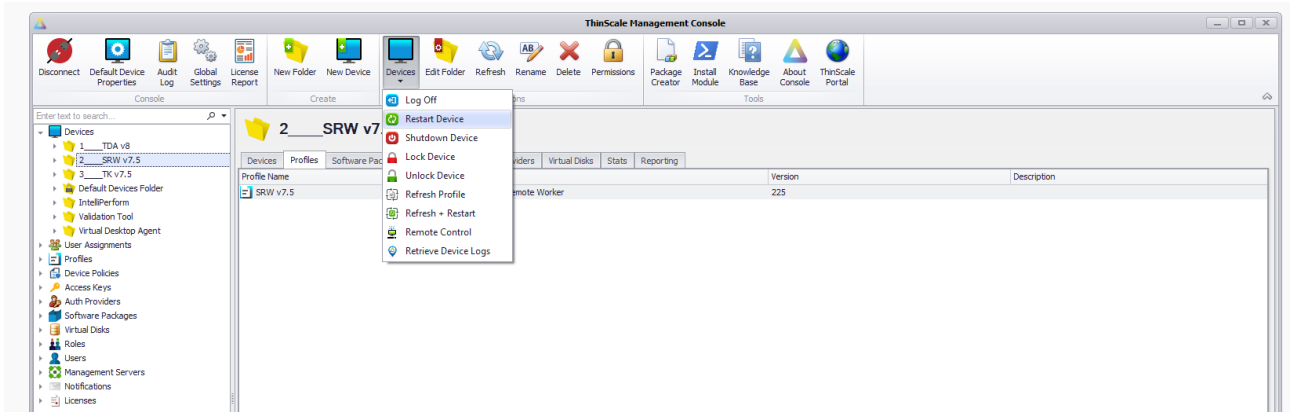 ThinScale Management Console
Disconnect
Default Device Properties
Audit Log
Global Settings
License Report
New Folder
New Device
Devices
Edit Folder
Refresh
Rename
Delete
Permissions
Package Creator
Install Module
Knowledge Base
About Console
ThinScale Portal
Console
Create
Tools
Enter text to search...
Devices
1____TDA v8
2____SRW v7.5
3____TK v7.5
Default Devices Folder
IntelliPerform
Validation Tool
Virtual Desktop Agent
User Assignments
Profiles
Device Policies
Access Keys
Auth Providers
Software Packages
Virtual Disks
Roles
Users
Management Servers
Notifications
Licenses
Log Off
Restart Device
Shutdown Device
Lock Device
Unlock Device
Refresh Profile
Refresh + Restart
Remote Control
Retrieve Device Logs
2____SRW v7.
Devices
Profiles
Software Pac
viders
Virtual Disks
Stats
Reporting
Profile Name
Version
Description
SRW v7.5
emote Worker
225